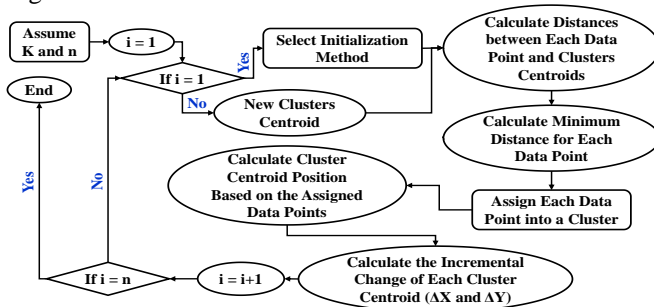 Assume
K and n
i = 1
If i = 1
Yes
Select Initialization
Method
No
New Clusters
Centroid
Calculate Distances
between Each Data
Point and Clusters
Centroids
Calculate Minimum
Distance for Each
Data Point
Assign Each Data
Point into a Cluster
Calculate Cluster
Centroid Position
Based on the Assigned
Data Points
Calculate the Incremental
Change of Each Cluster
Centroid (ΔX and ΔY)
i = i+1
If i = n
No
Yes
End